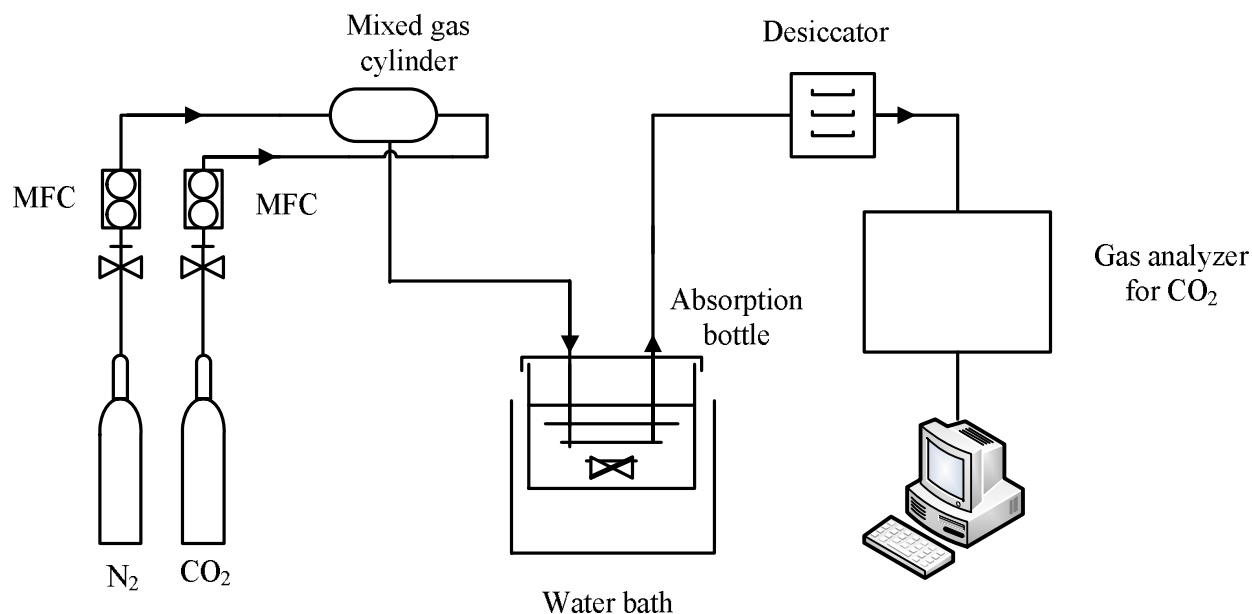 Mixed gas
cylinder
Desiccator
MFC
MFC
Gas analyzer
for CO₂
Absorption
bottle
N₂
CO₂
Water bath